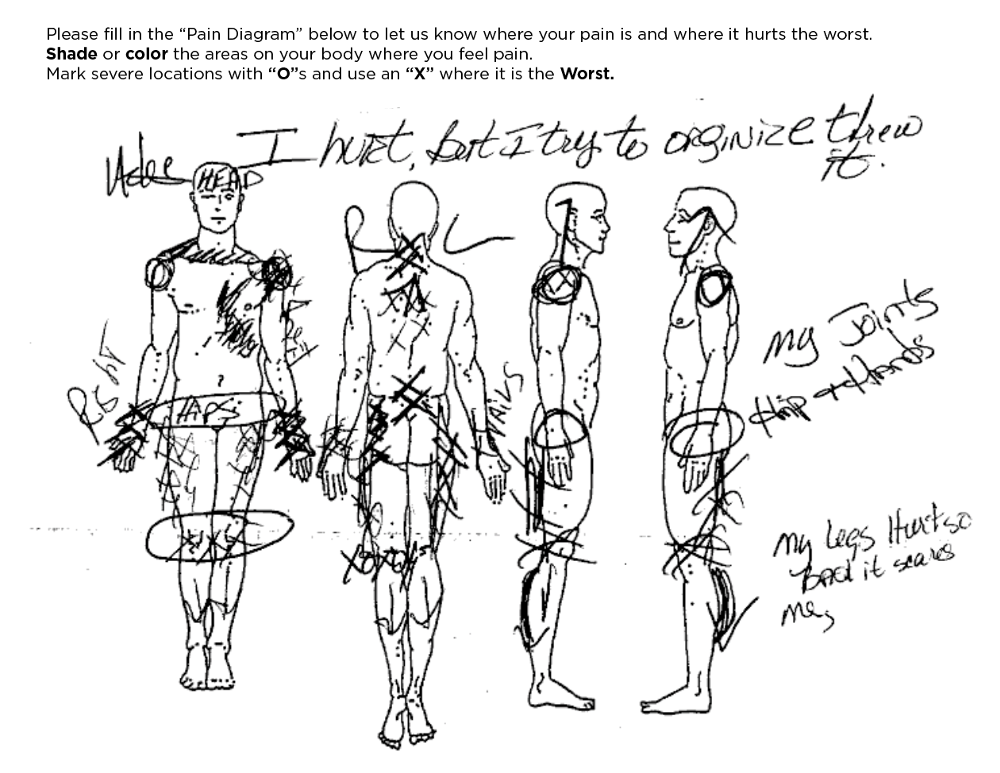 Please fill in the “Pain Diagram” below to let us know where your pain is and where it hurts the worst.
Shade or color the areas on your body where you feel pain.
Mark severe locations with “O”s and use an “X” where it is the Worst.
I hurt, but I try to orginize threw
it.
HEAD
R L
My Joints
Hip + Hands
HiPS
My Legs Hurt so
Bad it scares
Me,